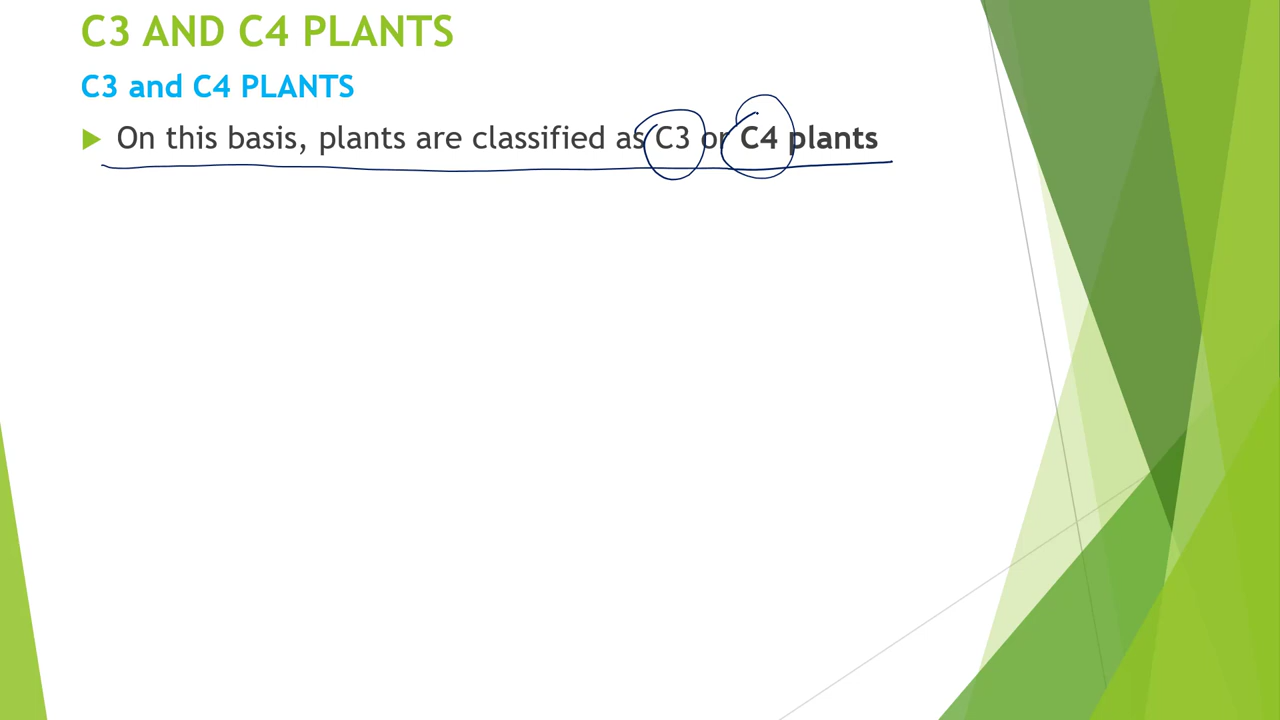 C3 AND C4 PLANTS
C3 and C4 PLANTS
On this basis, plants are classified as C3 or C4 plants